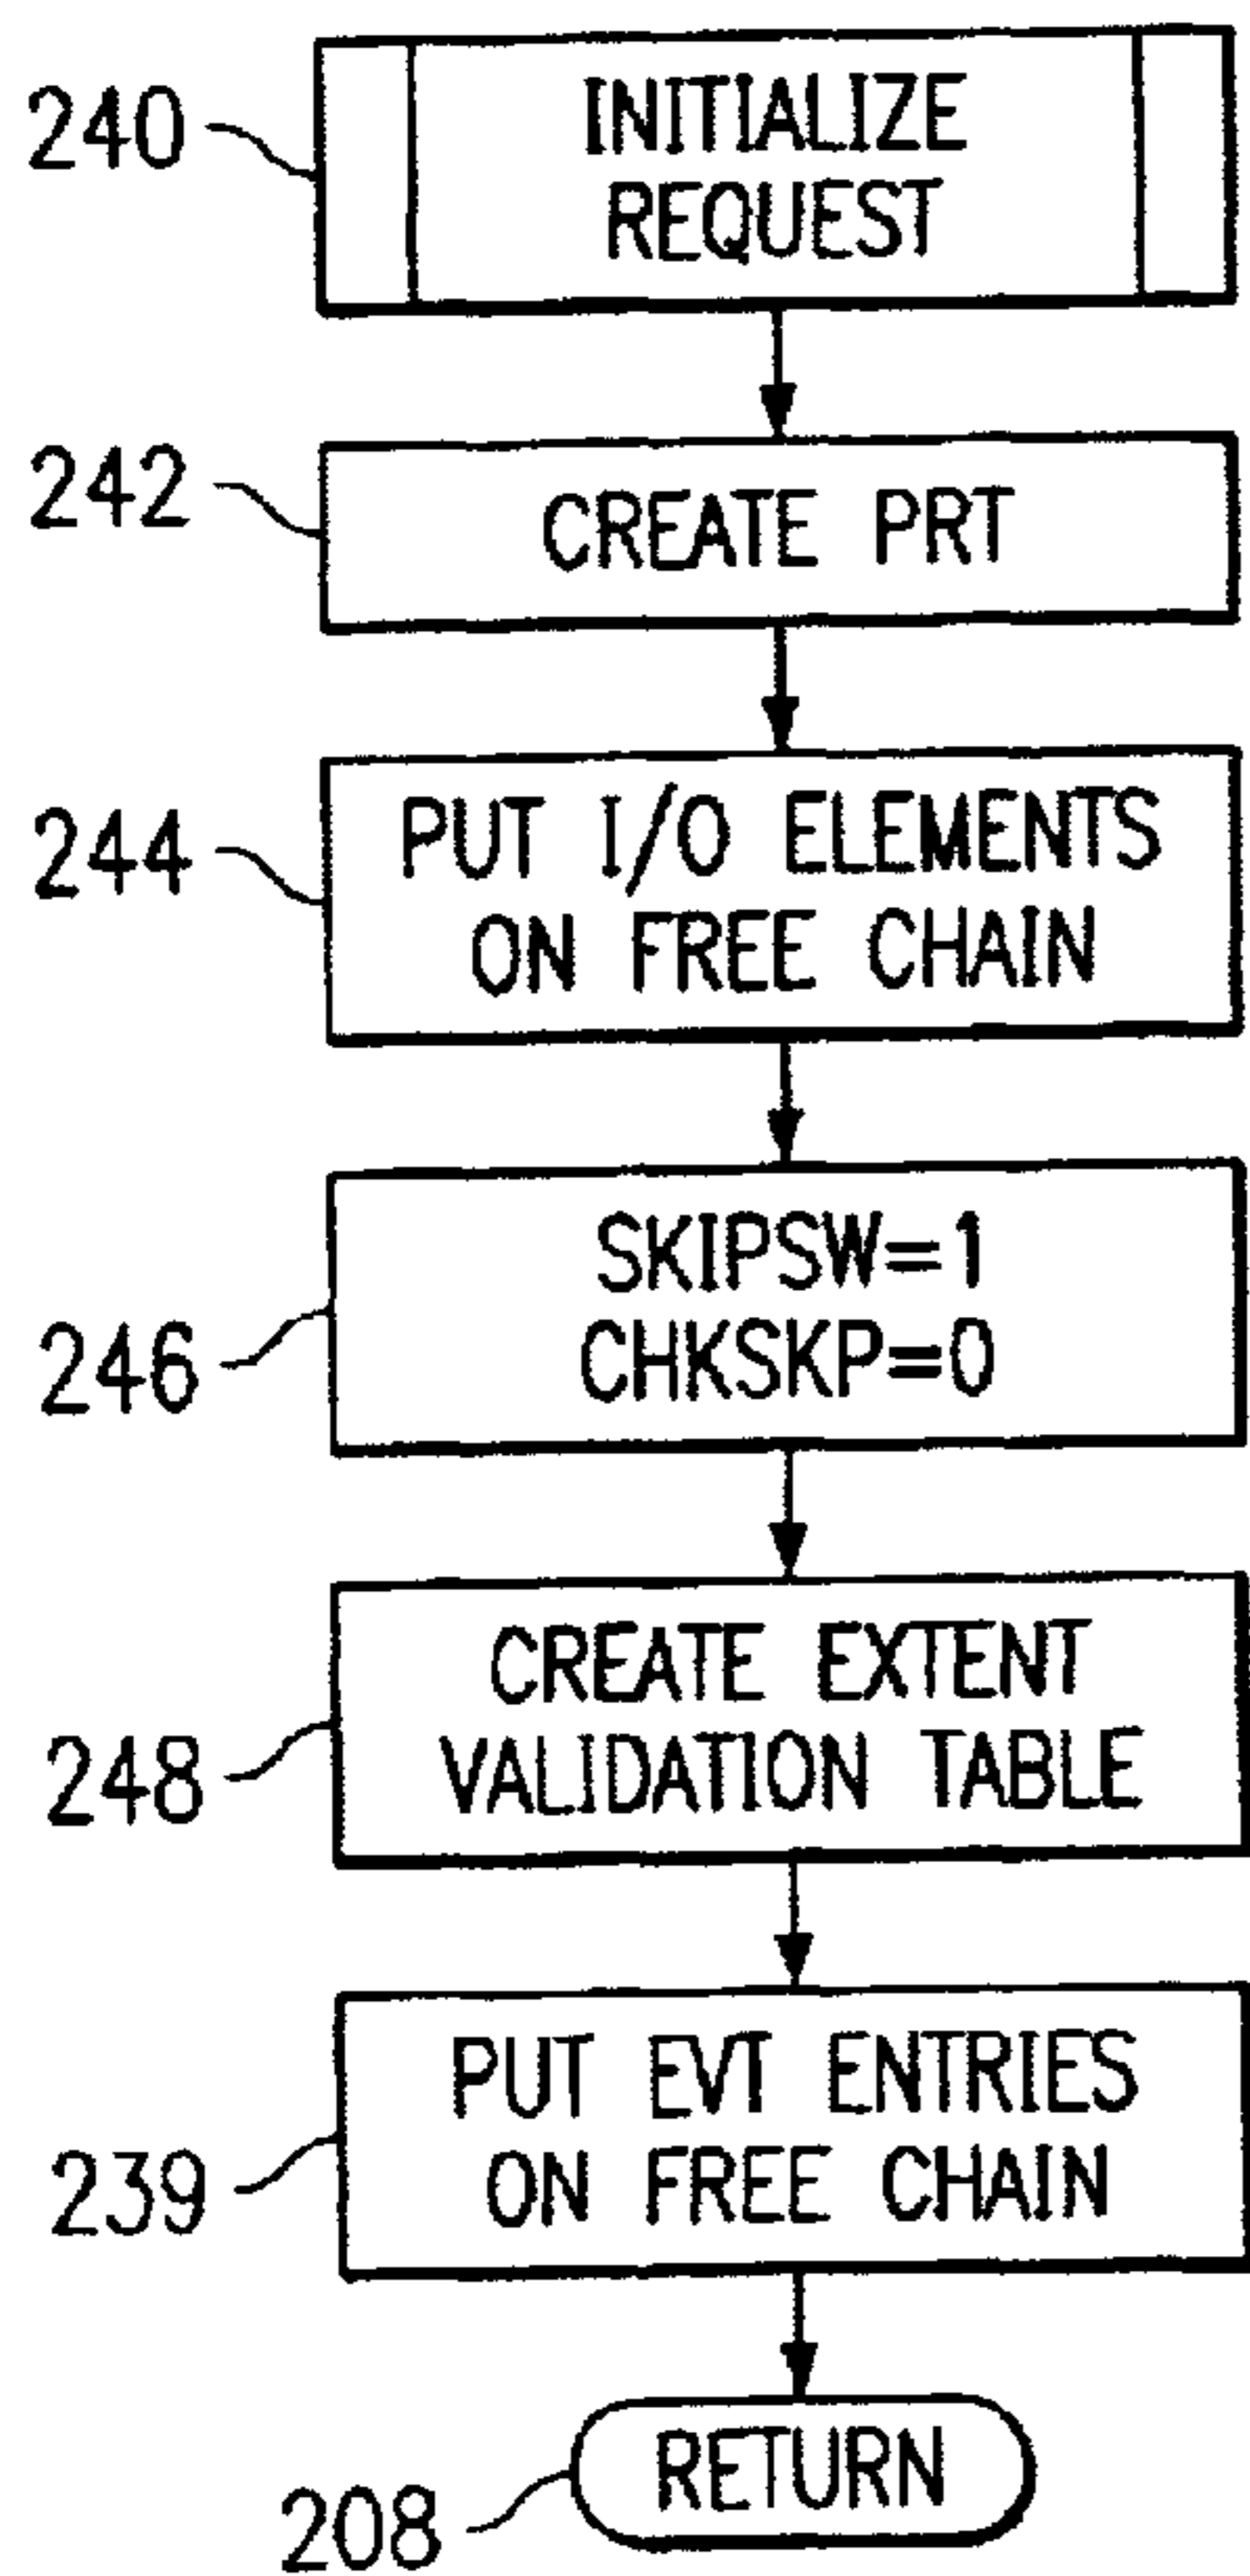 240
INITIALIZE
REQUEST
242
CREATE PRT
244
PUT I/O ELEMENTS
ON FREE CHAIN
246
SKIPSW=1
CHKSKP=0
248
CREATE EXTENT
VALIDATION TABLE
239
PUT EVT ENTRIES
ON FREE CHAIN
208
RETURN